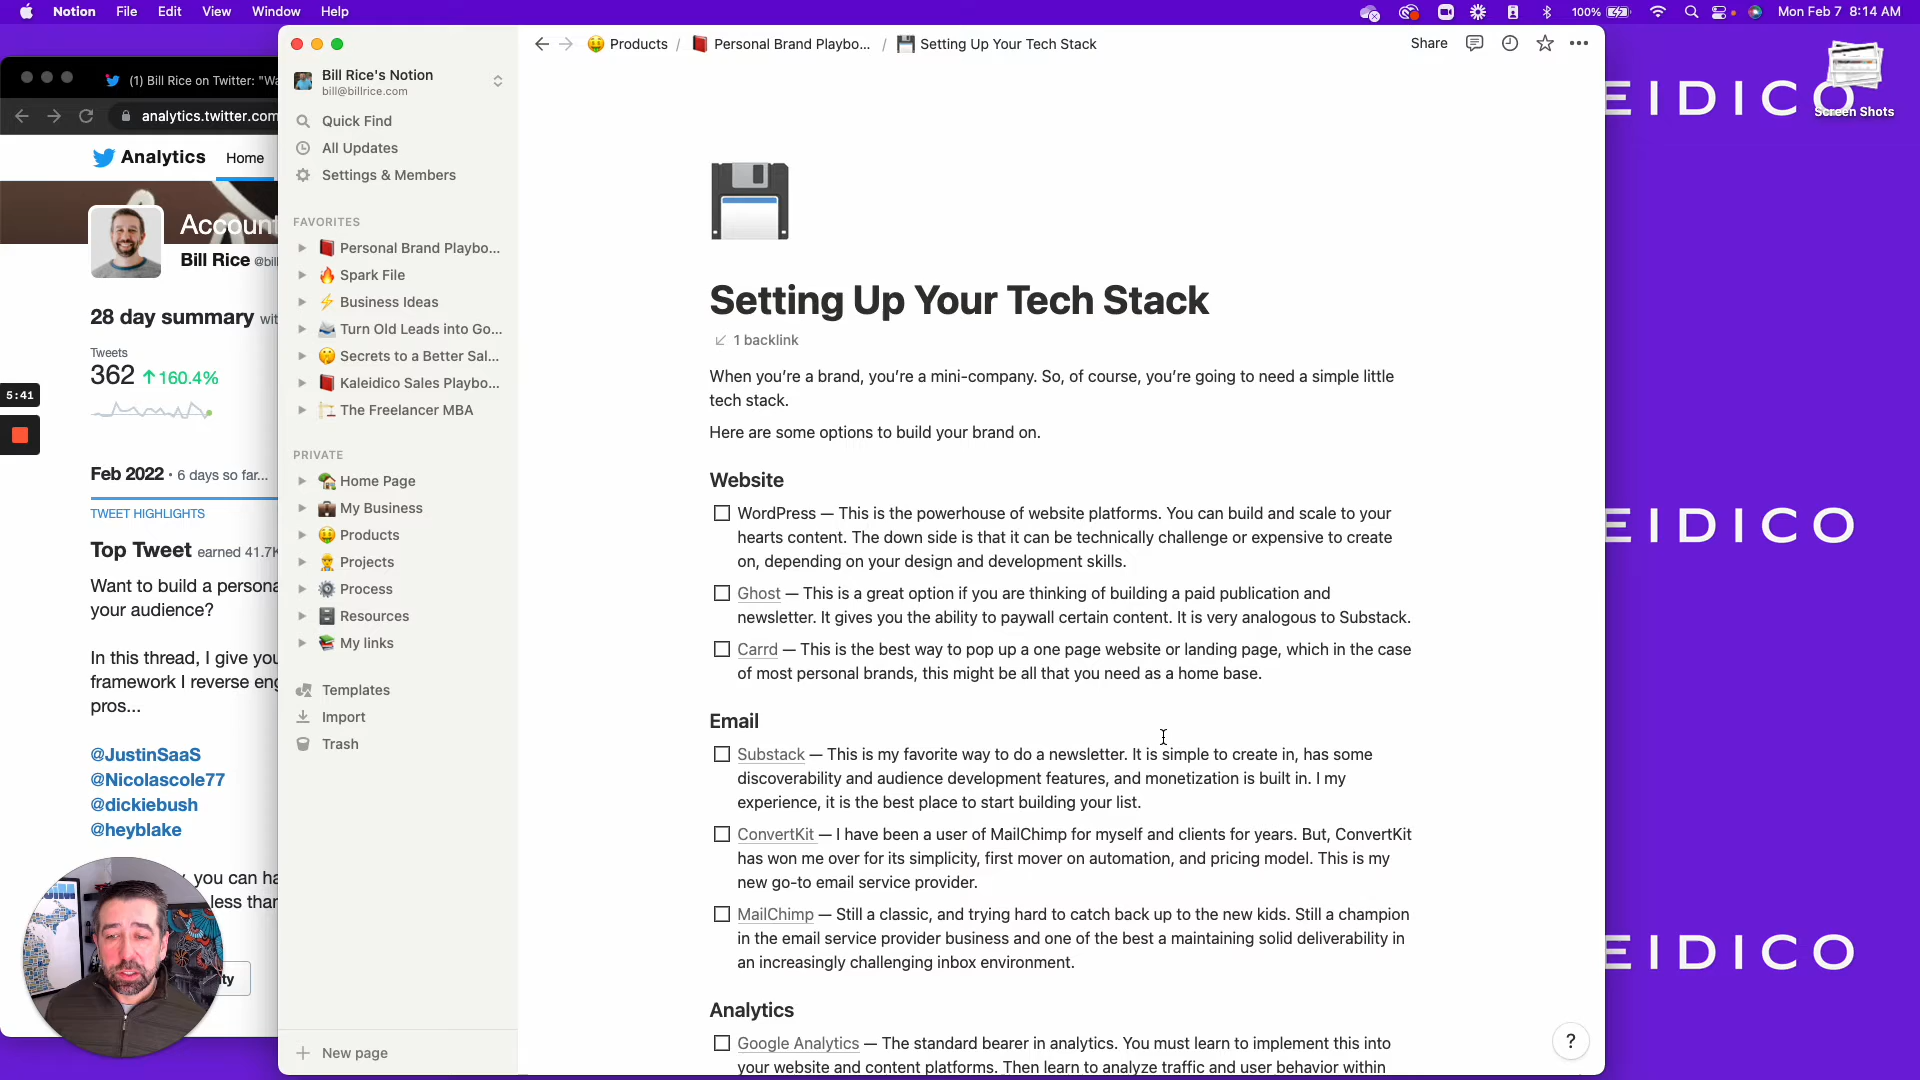 Notion File Edit View Window Help
100% Mon Feb 7 8:14 AM
(1) Bill Rice on Twitter: "Wa
analytics.twitter.com
Analytics Home
Account
Bill Rice @bil
28 day summary wit
Tweets
362 160.4%
5:41
Feb 2022 · 6 days so far...
TWEET HIGHLIGHTS
Top Tweet earned 41.7K
Want to build a persona
your audience?
In this thread, I give you
framework I reverse eng
pros...
@JustinSaaS
@Nicolascole77
@dickiebush
@heyblake
y, you can ha
less than
ty
Bill Rice's Notion
bill@billrice.com
Quick Find
All Updates
Settings & Members
FAVORITES
Personal Brand Playbo...
Spark File
Business Ideas
Turn Old Leads into Go...
Secrets to a Better Sal...
Kaleidico Sales Playbo...
The Freelancer MBA
PRIVATE
Home Page
My Business
Products
Projects
Process
Resources
My links
Templates
Import
Trash
New page
Products / Personal Brand Playbo... / Setting Up Your Tech Stack
Share
Setting Up Your Tech Stack
1 backlink
When you're a brand, you're a mini-company. So, of course, you're going to need a simple little
tech stack.
Here are some options to build your brand on.
Website
WordPress — This is the powerhouse of website platforms. You can build and scale to your
hearts content. The down side is that it can be technically challenge or expensive to create
on, depending on your design and development skills.
Ghost — This is a great option if you are thinking of building a paid publication and
newsletter. It gives you the ability to paywall certain content. It is very analogous to Substack.
Carrd — This is the best way to pop up a one page website or landing page, which in the case
of most personal brands, this might be all that you need as a home base.
Email
Substack — This is my favorite way to do a newsletter. It is simple to create in, has some
discoverability and audience development features, and monetization is built in. I my
experience, it is the best place to start building your list.
ConvertKit — I have been a user of MailChimp for myself and clients for years. But, ConvertKit
has won me over for its simplicity, first mover on automation, and pricing model. This is my
new go-to email service provider.
MailChimp — Still a classic, and trying hard to catch back up to the new kids. Still a champion
in the email service provider business and one of the best a maintaining solid deliverability in
an increasingly challenging inbox environment.
Analytics
Google Analytics — The standard bearer in analytics. You must learn to implement this into
your website and content platforms. Then learn to analyze traffic and user behavior within
?
EIDICO
Screen Shots
EIDICO
EIDICO